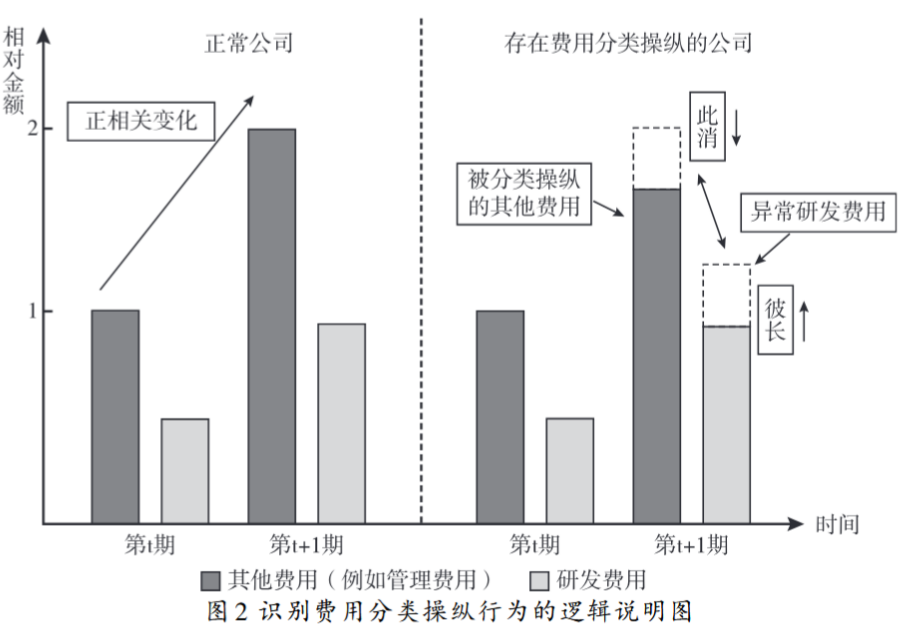 相对金额
正常公司
存在费用分类操纵的公司
2
正相关变化
此消
被分类操纵
的其他费用
异常研发费用
1
彼长
时间
第t期
第t+1期
第t期
第t+1期
其他费用（例如管理费用）
研发费用
图2 识别费用分类操纵行为的逻辑说明图